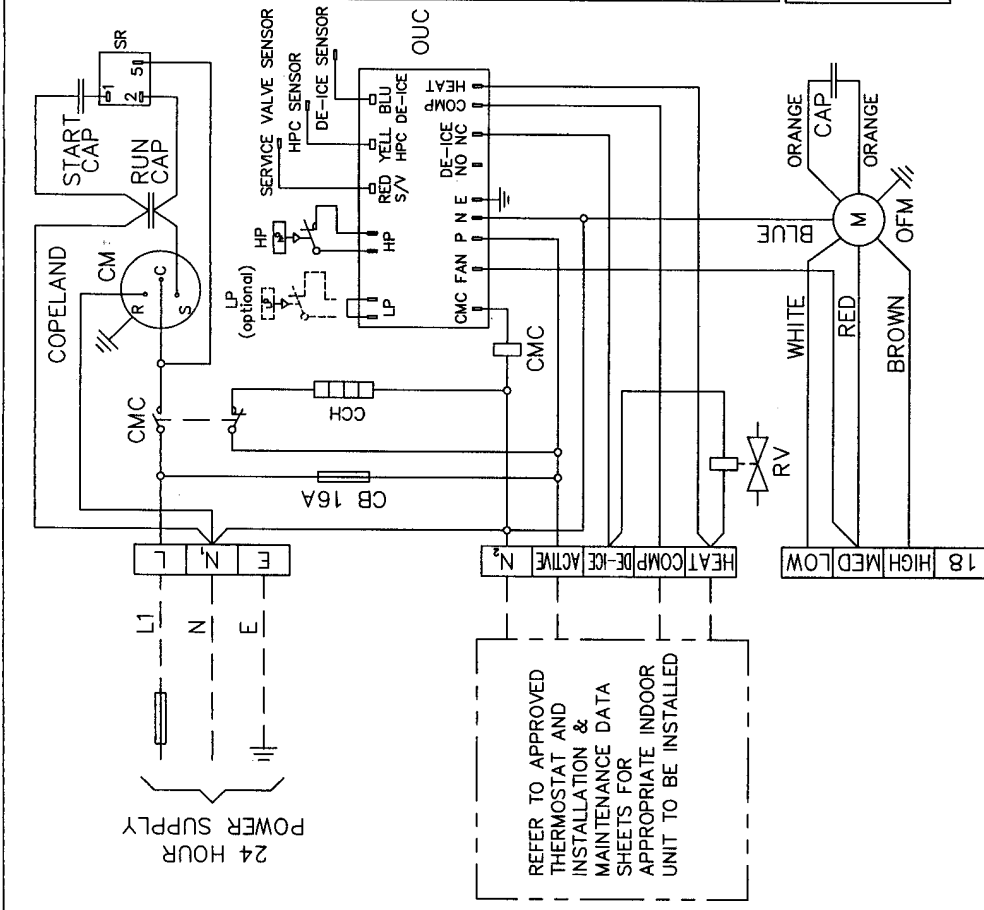 24 HOUR
POWER SUPPLY
L1
N
E
L
N₁
E
COPELAND
CM
R
C
S
START
CAP
RUN
CAP
SR
1
2
5
CMC
CB 16A
CCH
CMC
LP
(optional)
HP
SERVICE VALVE SENSOR
HPC SENSOR
DE-ICE SENSOR
OUC
LP
HP
RED
S/V
YELL
HPC
BLU
DE-ICE
CMC
FAN
P
N
E
DE-ICE
NO
NC
COMP
HEAT
N₂
ACTIVE
DE-ICE
COMP
HEAT
RV
REFER TO APPROVED
THERMOSTAT AND
INSTALLATION &
MAINTENANCE DATA
SHEETS FOR
APPROPRIATE INDOOR
UNIT TO BE INSTALLED
LOW
MED
HIGH
18
WHITE
RED
BROWN
BLUE
M
OFM
ORANGE
CAP
ORANGE